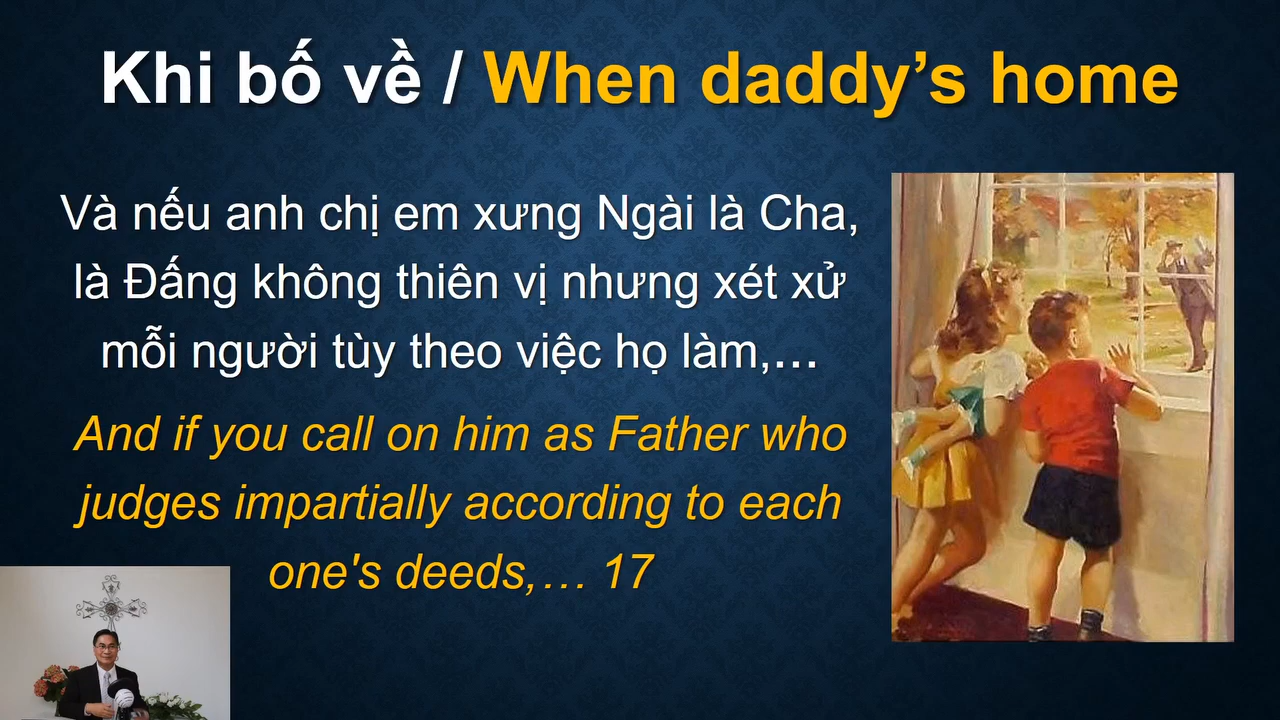 Khi bố về / When daddy’s home
Và nếu anh chị em xưng Ngài là Cha,
là Đấng không thiên vị nhưng xét xử
mỗi người tùy theo việc họ làm,…
And if you call on him as Father who
judges impartially according to each
one's deeds,… 17